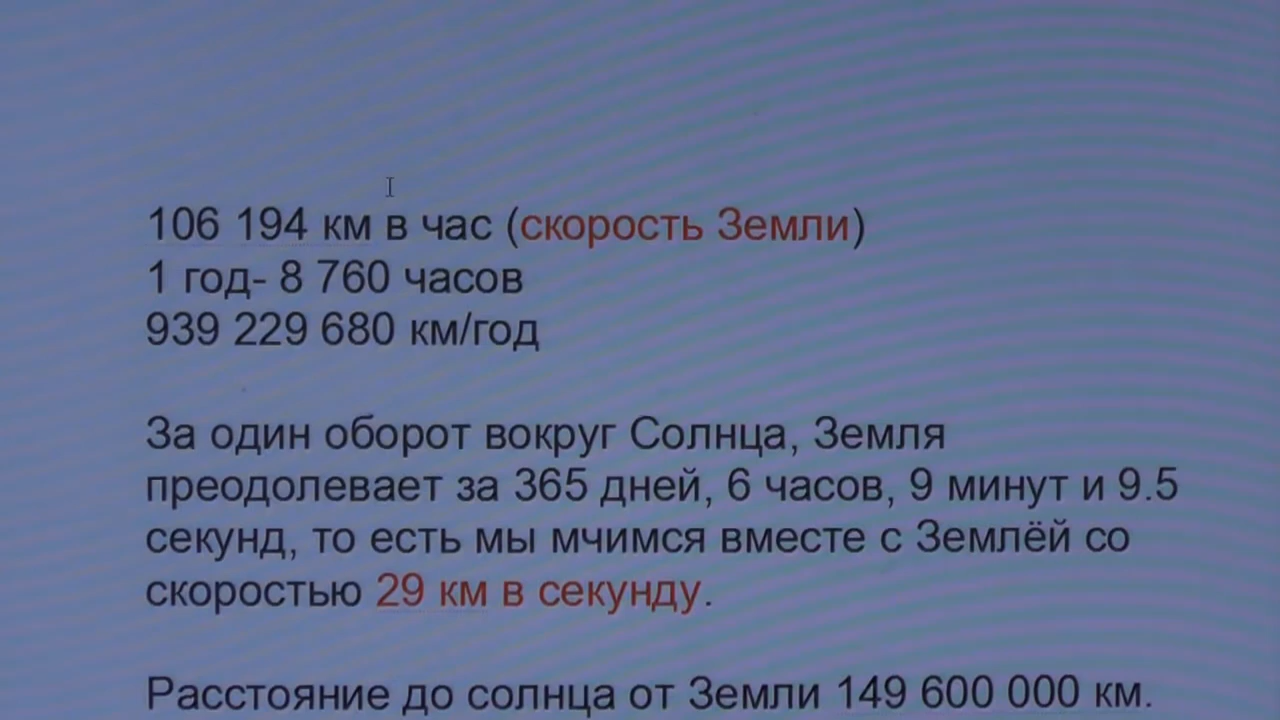 106 194 км в час (скорость Земли)
1 год- 8 760 часов
939 229 680 км/год
За один оборот вокруг Солнца, Земля
преодолевает за 365 дней, 6 часов, 9 минут и 9.5
секунд, то есть мы мчимся вместе с Землёй со
скоростью 29 км в секунду.
Расстояние до солнца от Земли 149 600 000 км.